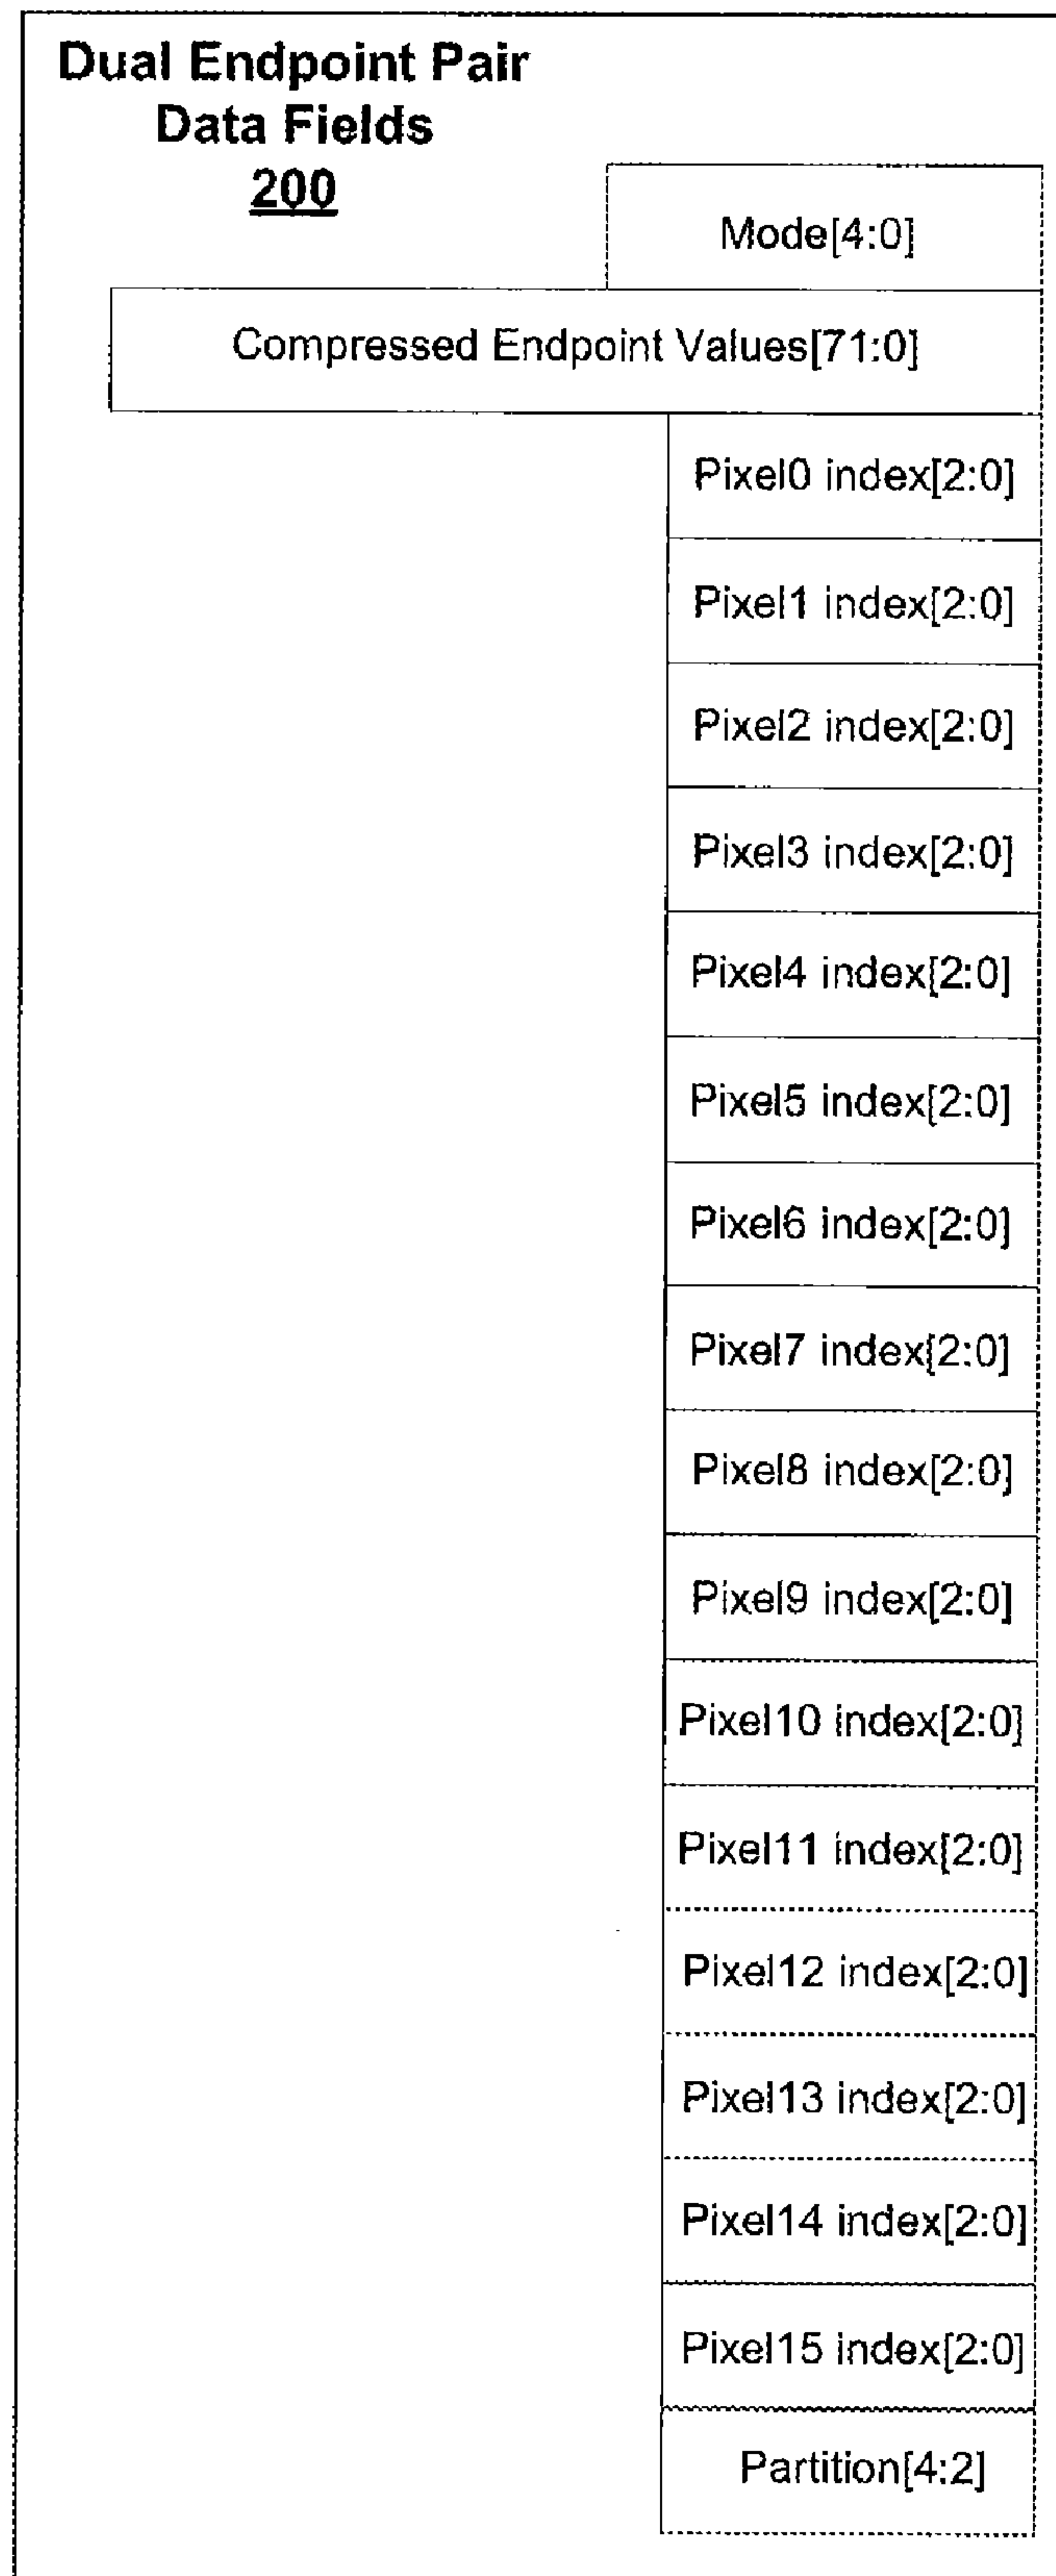 Dual Endpoint Pair
Data Fields
200
Mode[4:0]
Compressed Endpoint Values[71:0]
Pixel0 index[2:0]
Pixel1 index[2:0]
Pixel2 index[2:0]
Pixel3 index[2:0]
Pixel4 index[2:0]
Pixel5 index[2:0]
Pixel6 index[2:0]
Pixel7 index[2:0]
Pixel8 index[2:0]
Pixel9 index[2:0]
Pixel10 index[2:0]
Pixel11 index[2:0]
Pixel12 index[2:0]
Pixel13 index[2:0]
Pixel14 index[2:0]
Pixel15 index[2:0]
Partition[4:2]